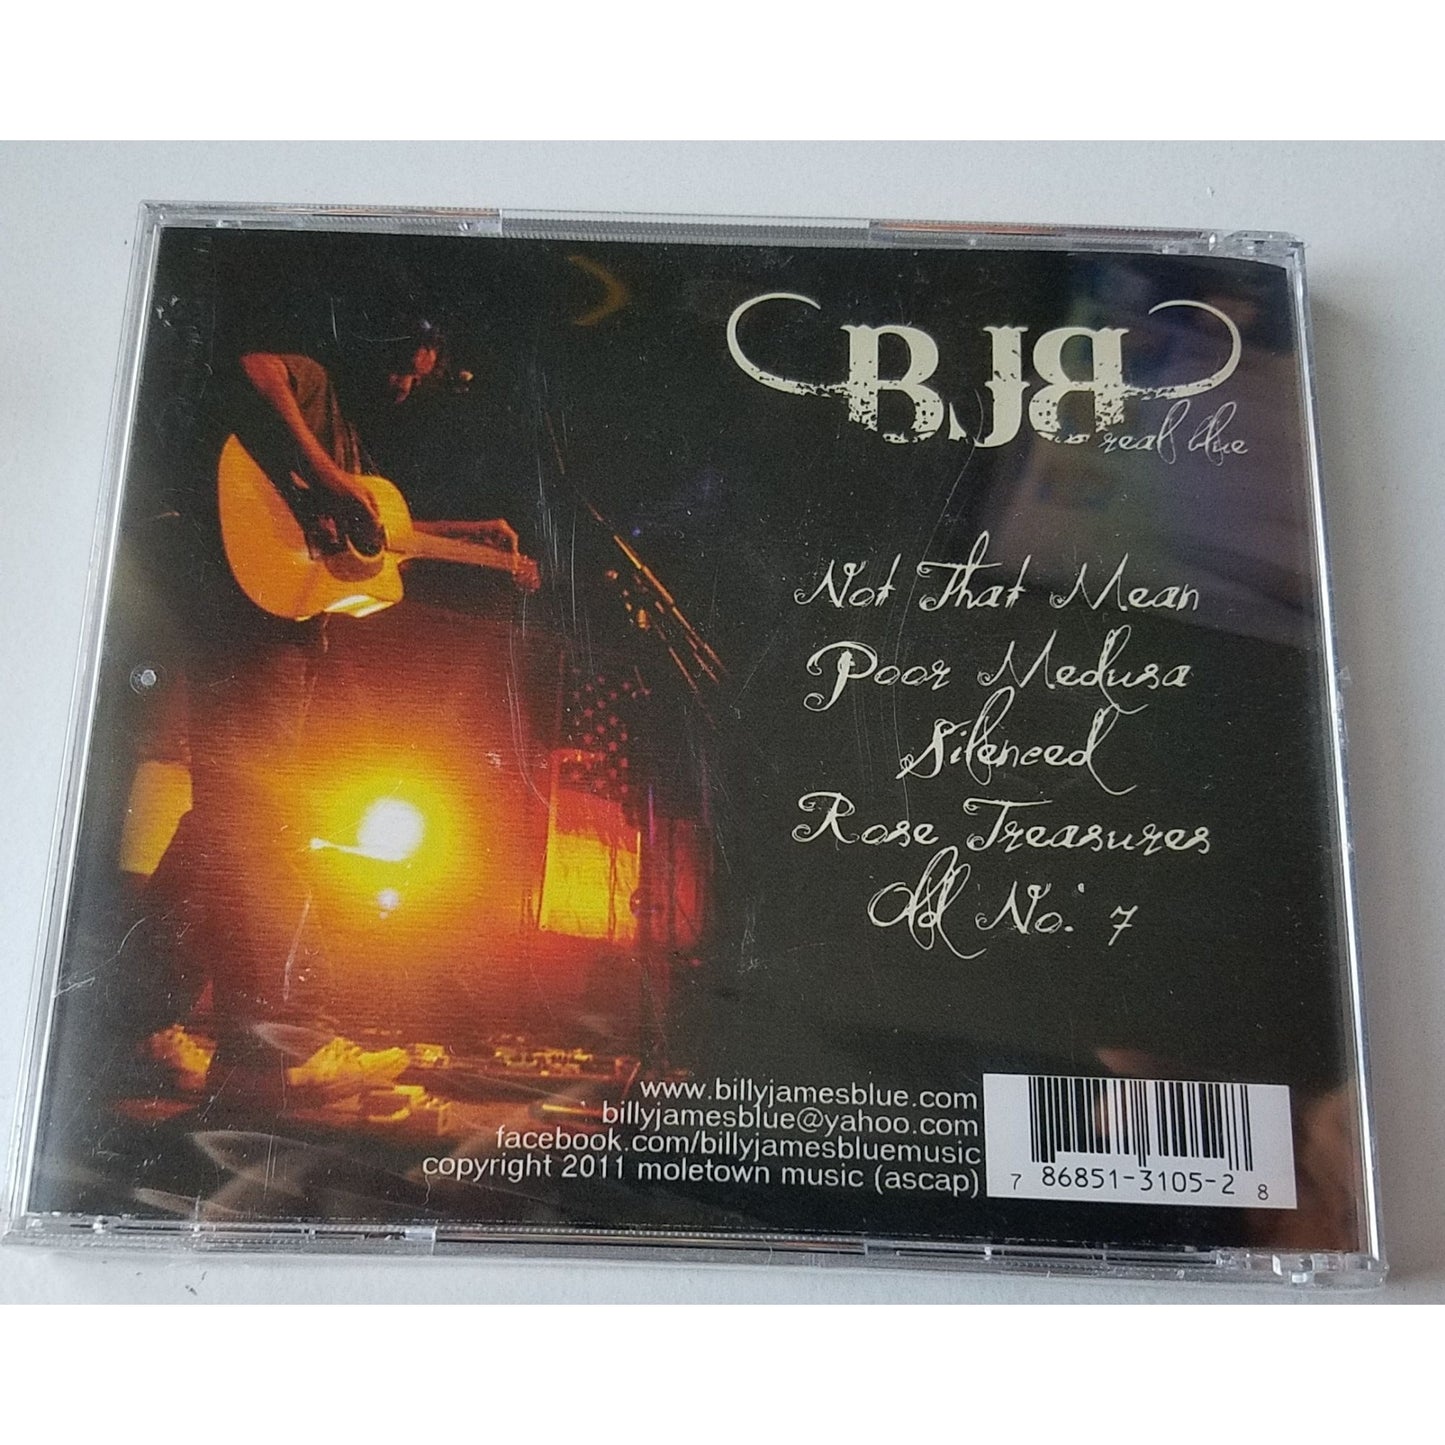 BJB
real blue
Not That Mean
Poor Medusa
Silenced
Rose Treasures
Old No. 7
www.billyjamesblue.com
billyjamesblue@yahoo.com
facebook.com/billyjamesbluemusic
copyright 2011 moletown music (ascap)
7 86851-3105-2 8